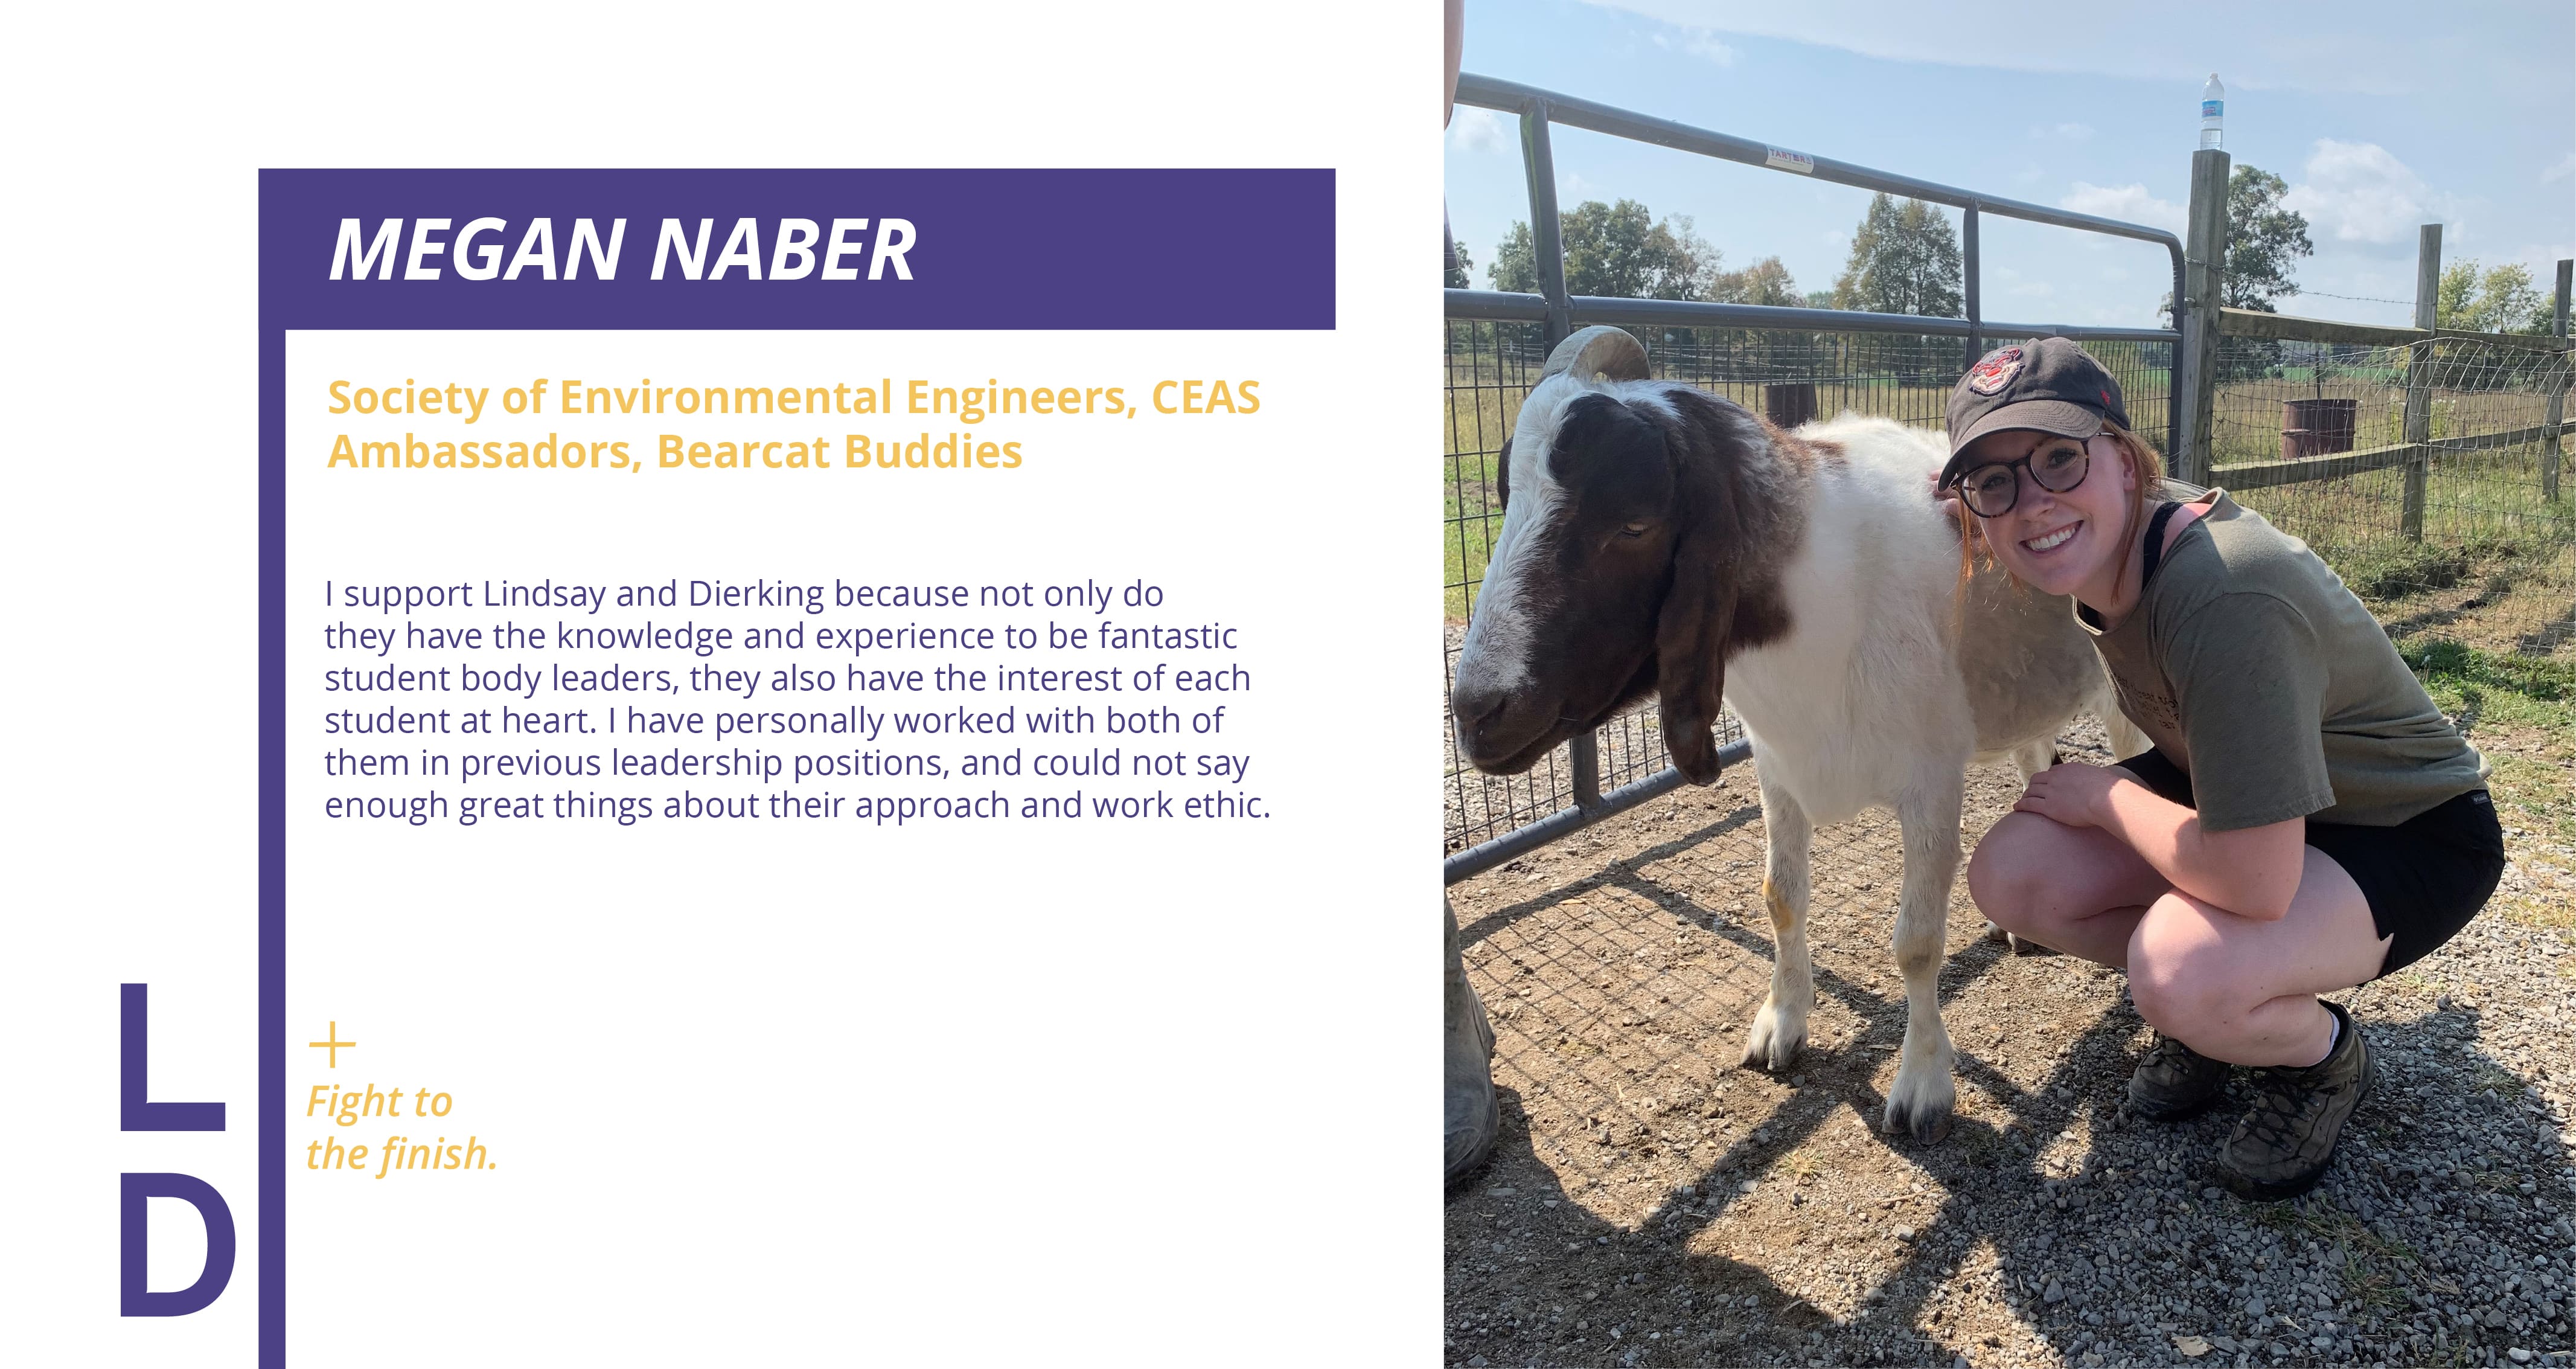 MEGAN NABER
Society of Environmental Engineers, CEAS
Ambassadors, Bearcat Buddies
I support Lindsay and Dierking because not only do
they have the knowledge and experience to be fantastic
student body leaders, they also have the interest of each
student at heart. I have personally worked with both of
them in previous leadership positions, and could not say
enough great things about their approach and work ethic.
L
D
+
Fight to
the finish.
TARTER